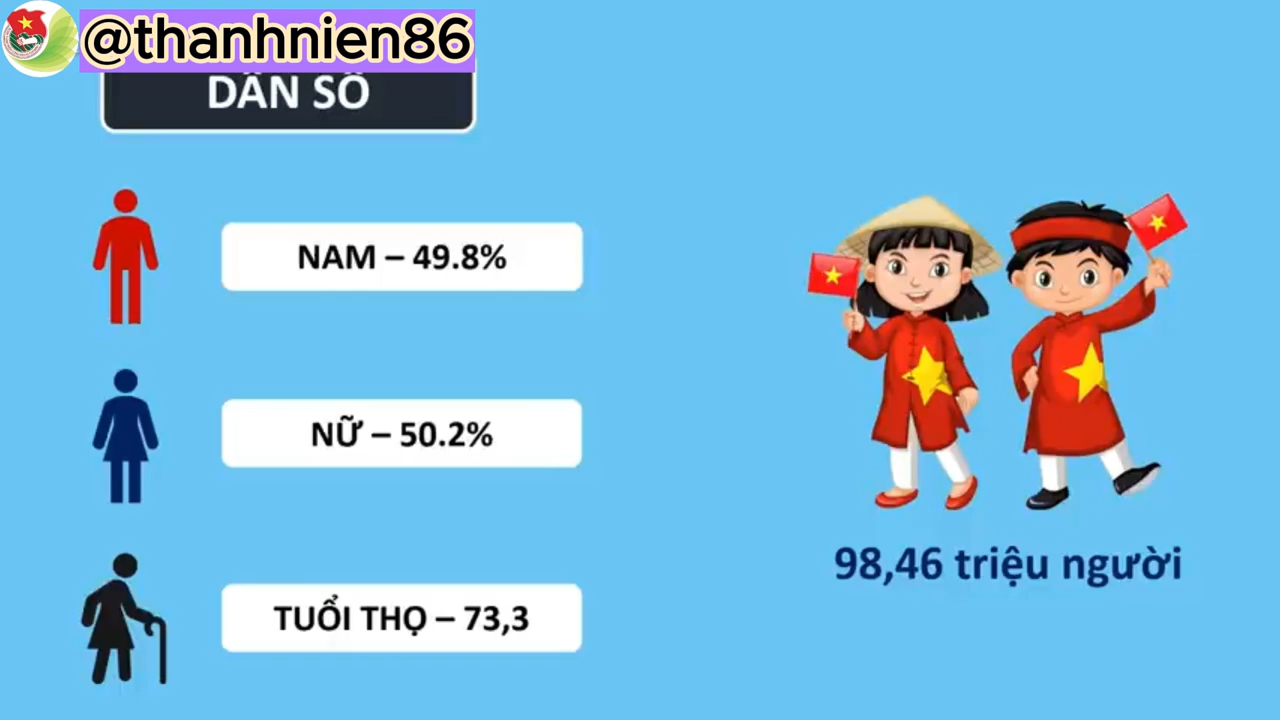 @thanhnien86
DÂN SỐ
NAM – 49.8%
NỮ – 50.2%
TUỔI THỌ – 73,3
98,46 triệu người